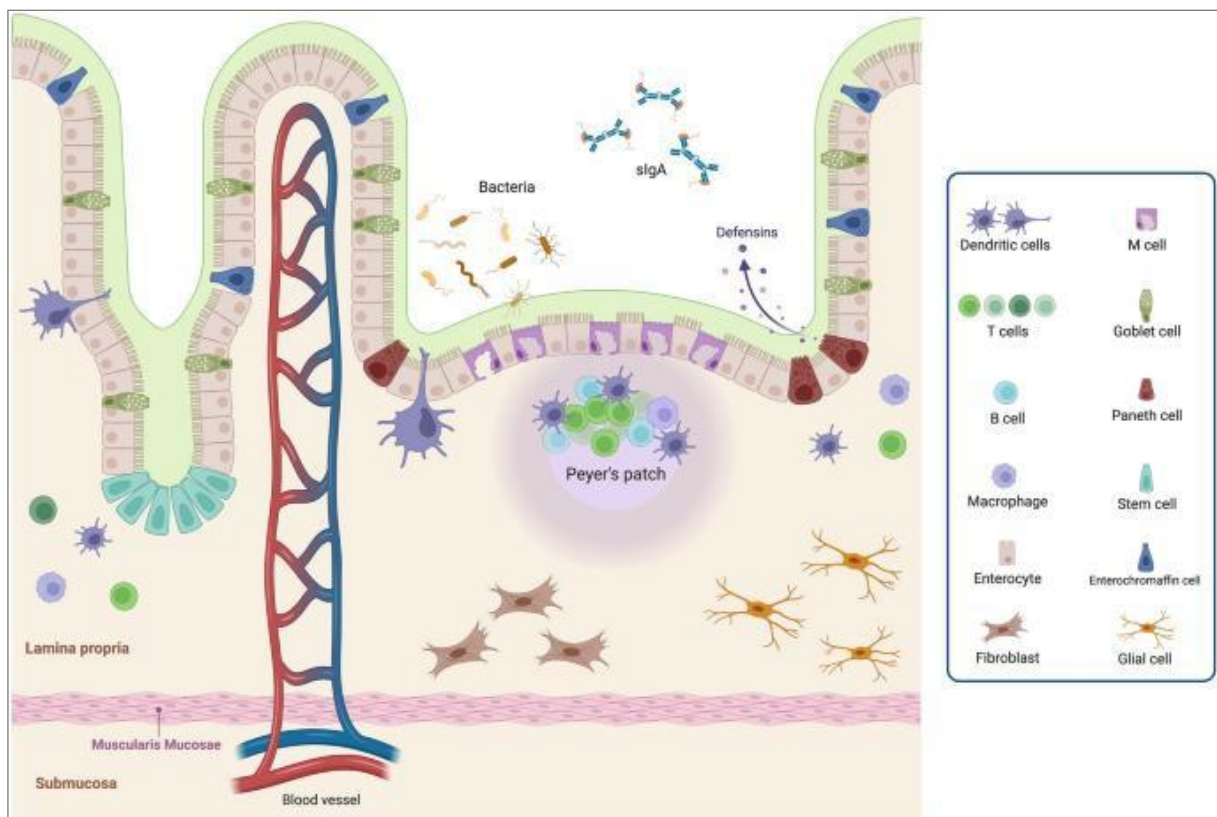 Bacteria
sIgA
Defensins
Peyer's patch
Lamina propria
Muscularis Mucosae
Submucosa
Blood vessel
Dendritic cells
M cell
T cells
Goblet cell
B cell
Paneth cell
Macrophage
Stem cell
Enterocyte
Enterochromaffin cell
Fibroblast
Glial cell